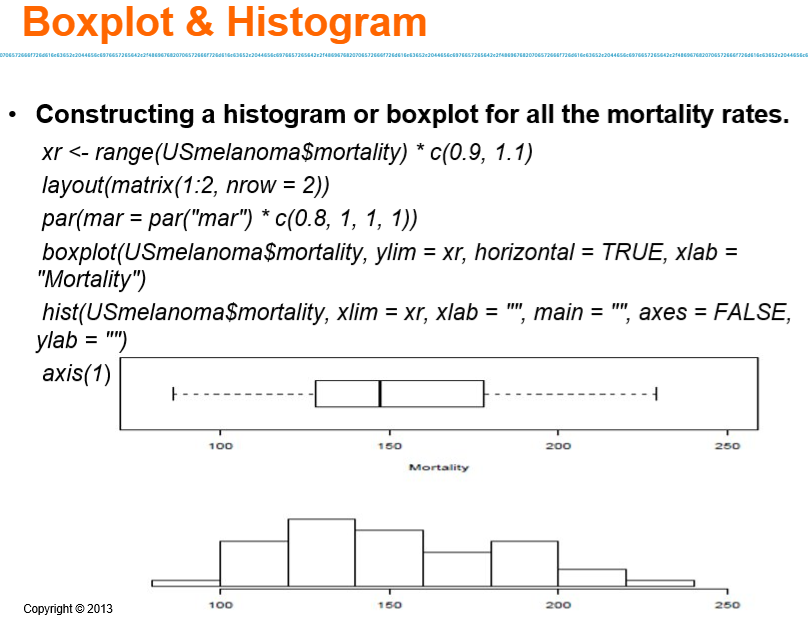 Boxplot & Histogram
• Constructing a histogram or boxplot for all the mortality rates.
xr <- range(USmelanoma$mortality) * c(0.9, 1.1)
layout(matrix(1:2, nrow = 2))
par(mar = par("mar") * c(0.8, 1, 1, 1))
boxplot(USmelanoma$mortality, ylim = xr, horizontal = TRUE, xlab =
"Mortality")
hist(USmelanoma$mortality, xlim = xr, xlab = "", main = "", axes = FALSE,
ylab = "")
axis(1)
100 150 200 250
Mortality
100 150 200 250
Copyright © 2013